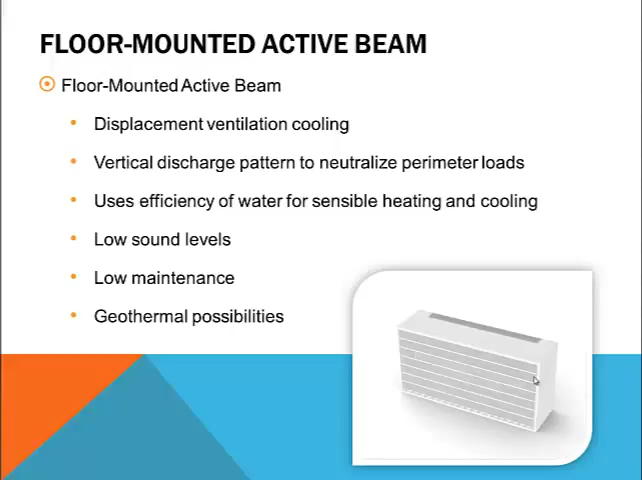 FLOOR-MOUNTED ACTIVE BEAM
Floor-Mounted Active Beam
Displacement ventilation cooling
Vertical discharge pattern to neutralize perimeter loads
Uses efficiency of water for sensible heating and cooling
Low sound levels
Low maintenance
Geothermal possibilities